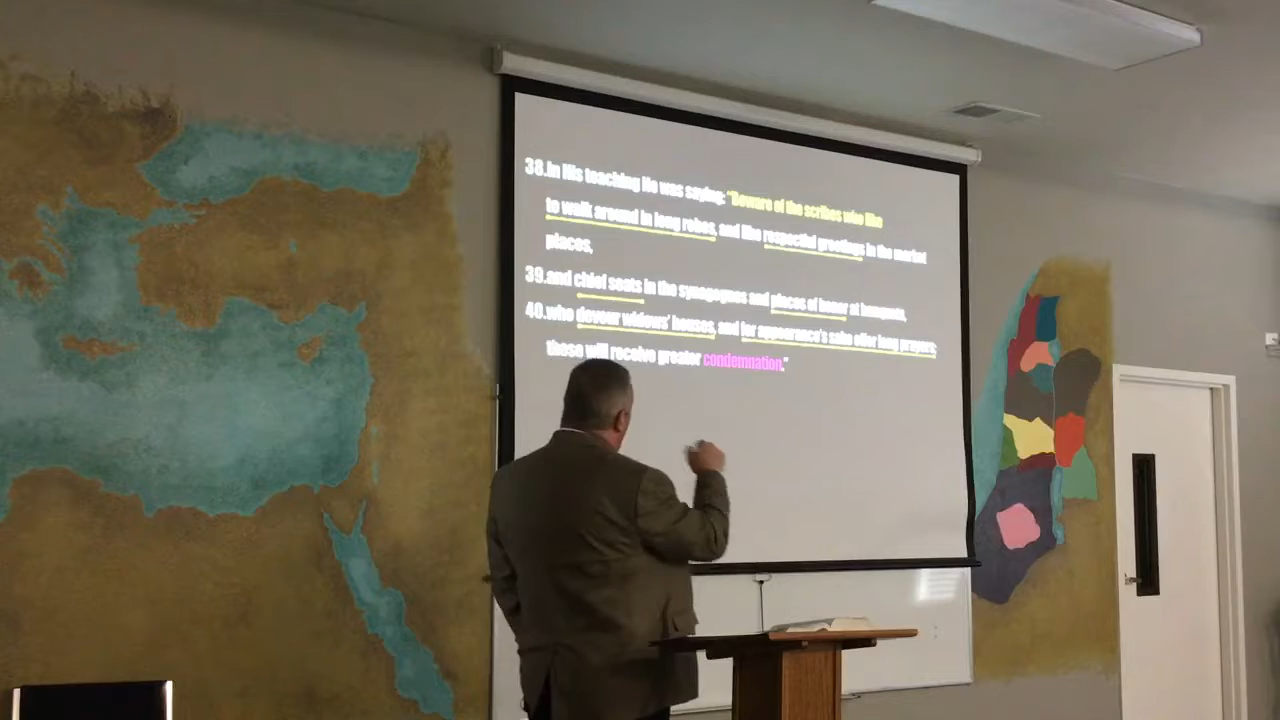 38.In His teaching He was saying: "Beware of the scribes who like
to walk around in long robes, and like respectful greetings in the market
places,
39.and chief seats in the synagogues and places of honor at banquets,
40.who devour widows' houses, and for appearance's sake offer long prayers;
these will receive greater condemnation."